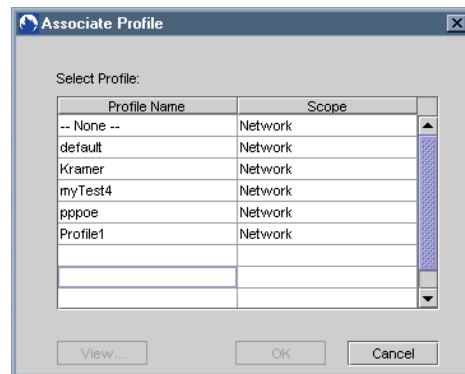 Associate Profile
Select Profile:
Profile Name Scope
-- None -- Network
default Network
Kramer Network
myTest4 Network
pppoe Network
Profile1 Network
View... OK Cancel